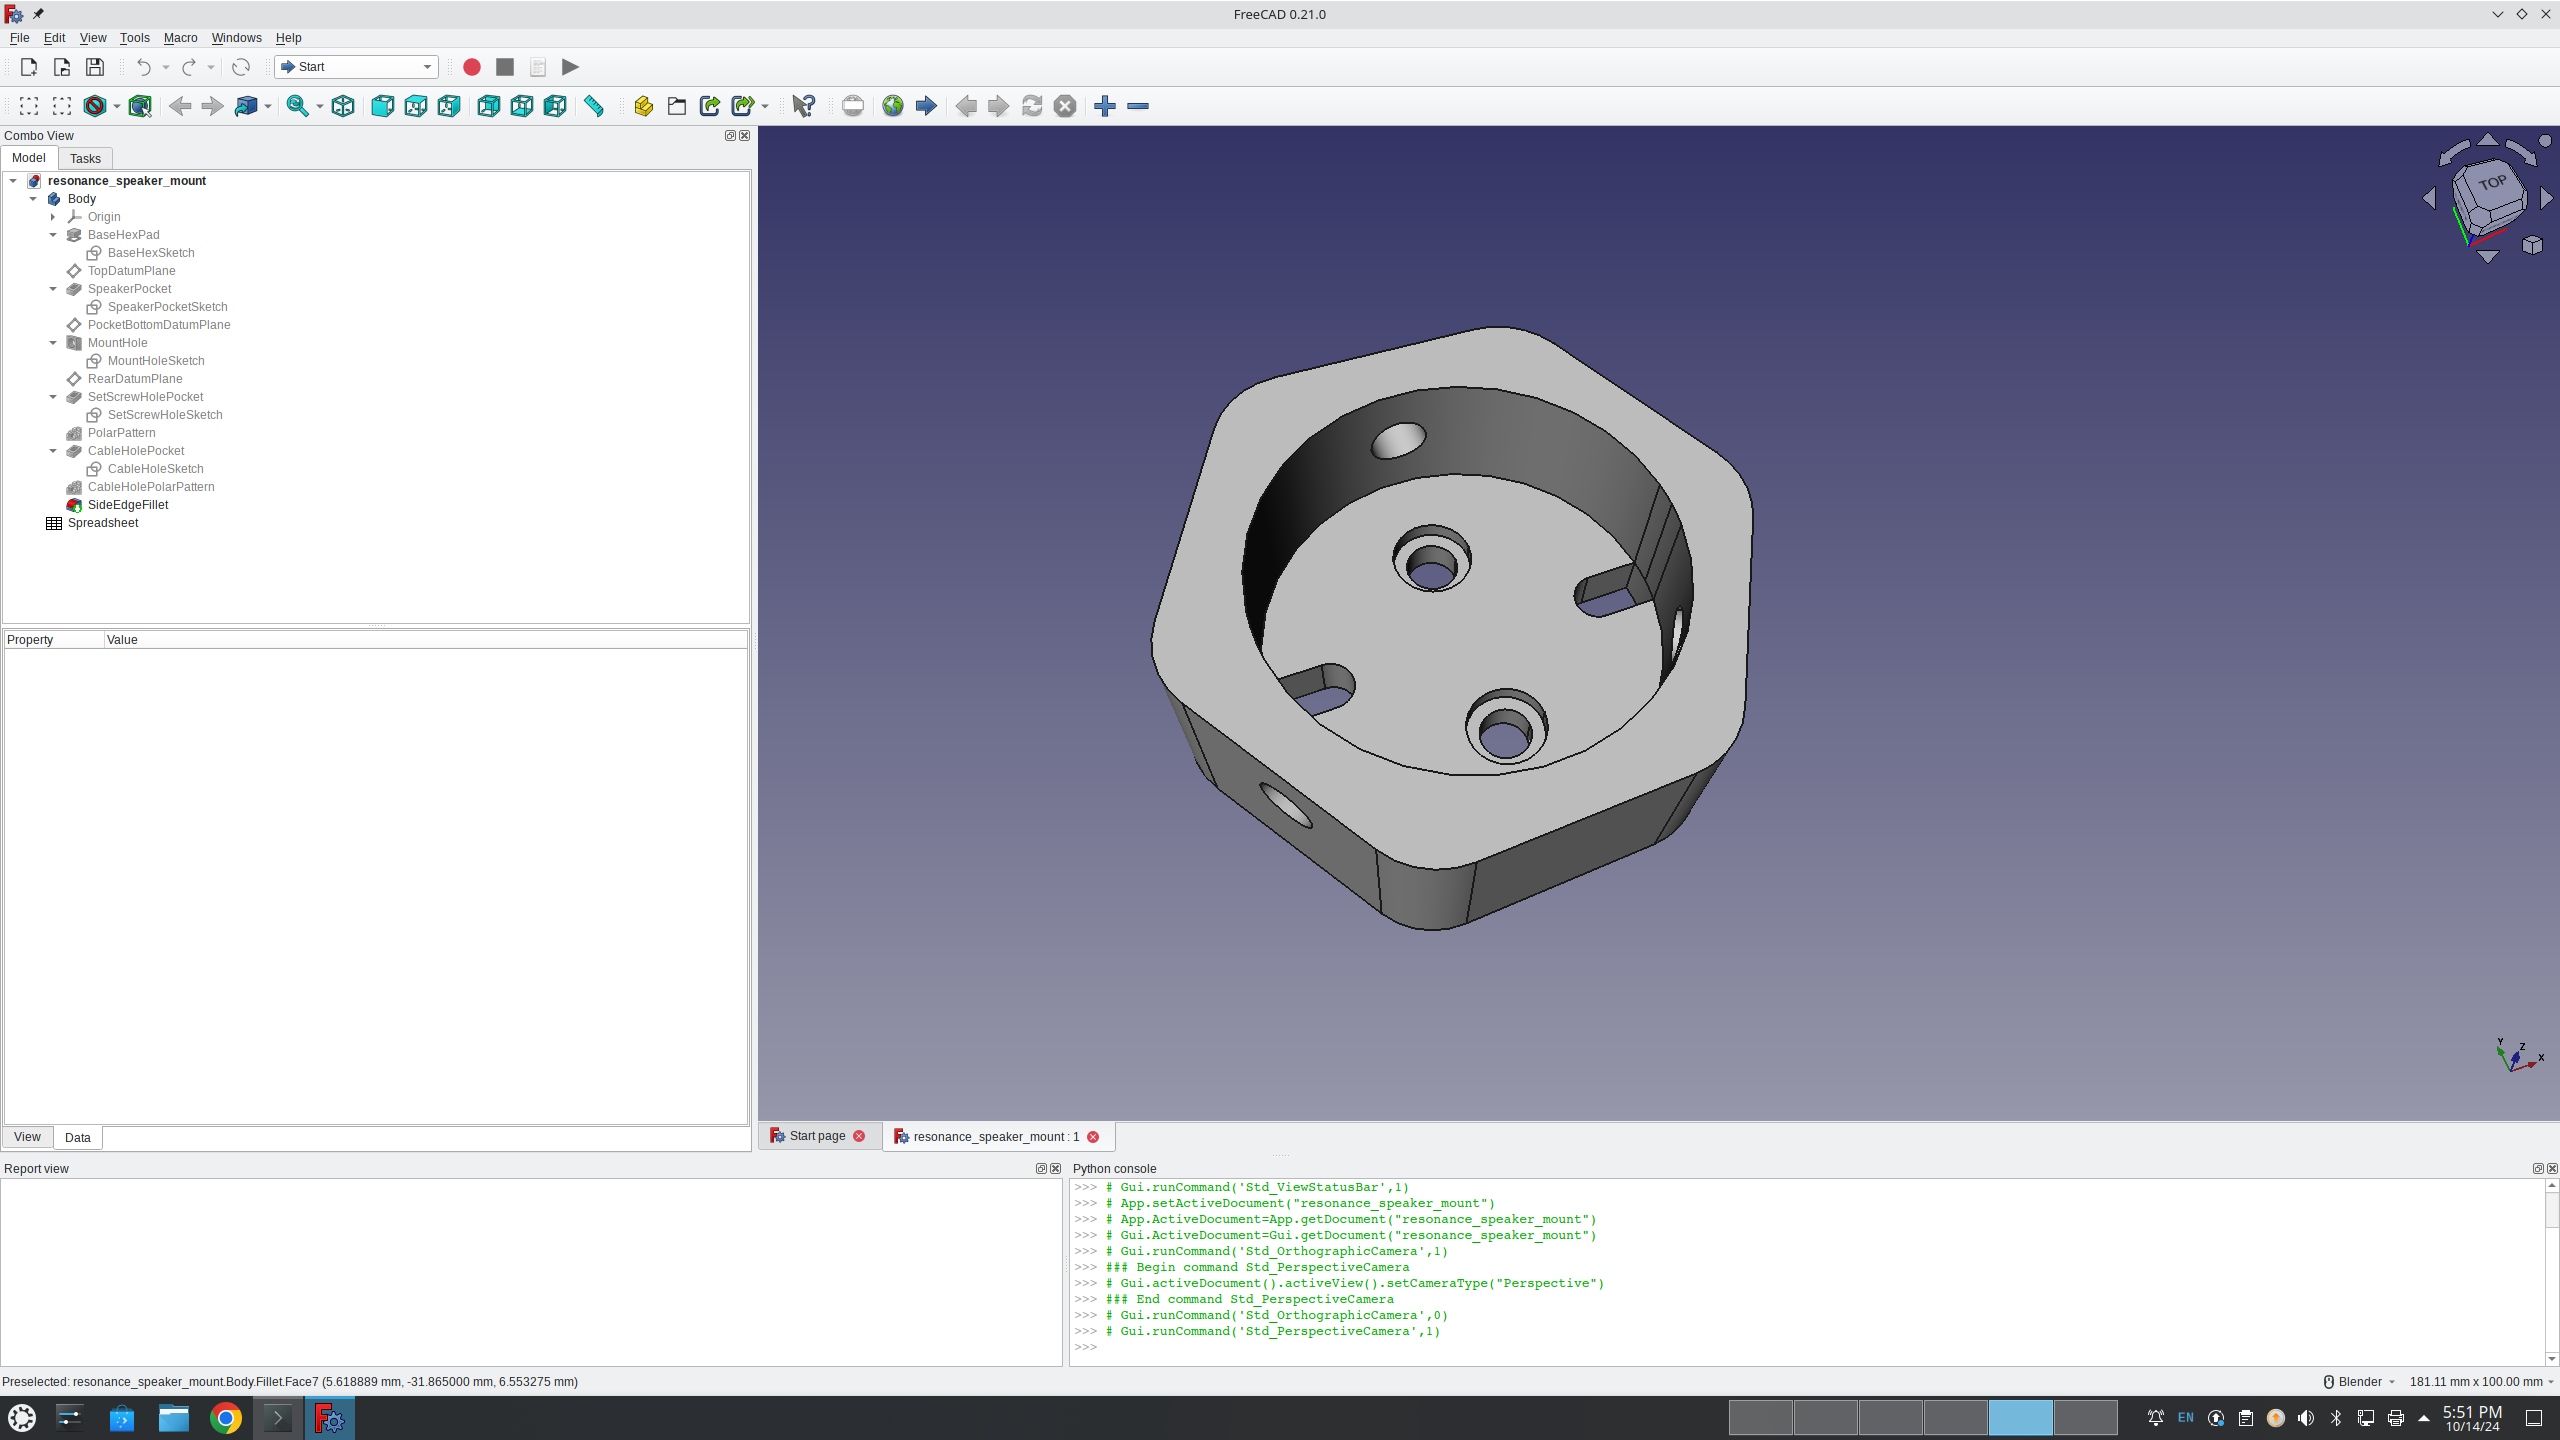 FreeCAD 0.21.0
File Edit View Tools Macro Windows Help
Start
Combo View
Model Tasks
resonance_speaker_mount
Body
Origin
BaseHexPad
BaseHexSketch
TopDatumPlane
SpeakerPocket
SpeakerPocketSketch
PocketBottomDatumPlane
MountHole
MountHoleSketch
RearDatumPlane
SetScrewHolePocket
SetScrewHoleSketch
PolarPattern
CableHolePocket
CableHoleSketch
CableHolePolarPattern
SideEdgeFillet
Spreadsheet
Property Value
View Data
TOP
Y Z X
Start page resonance_speaker_mount : 1
Report view
Python console
>>> # Gui.runCommand('Std_ViewStatusBar',1)
>>> # App.setActiveDocument("resonance_speaker_mount")
>>> # App.ActiveDocument=App.getDocument("resonance_speaker_mount")
>>> # Gui.ActiveDocument=Gui.getDocument("resonance_speaker_mount")
>>> # Gui.runCommand('Std_OrthographicCamera',1)
>>> ### Begin command Std_PerspectiveCamera
>>> # Gui.activeDocument().activeView().setCameraType("Perspective")
>>> ### End command Std_PerspectiveCamera
>>> # Gui.runCommand('Std_OrthographicCamera',0)
>>> # Gui.runCommand('Std_PerspectiveCamera',1)
>>>
Preselected: resonance_speaker_mount.Body.Fillet.Face7 (5.618889 mm, -31.865000 mm, 6.553275 mm)
Blender 181.11 mm x 100.00 mm
EN
5:51 PM
10/14/24